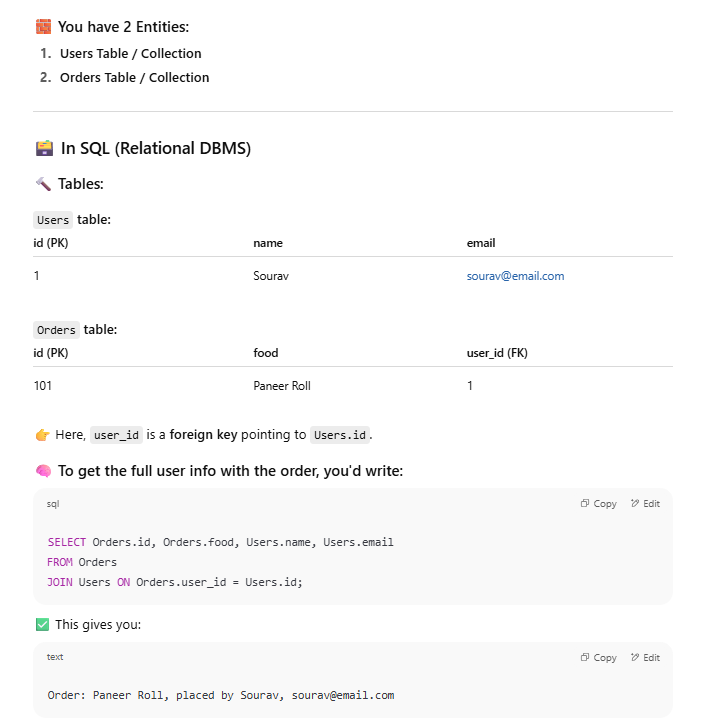 🧱 You have 2 Entities:
1. Users Table / Collection
2. Orders Table / Collection
🗃️ In SQL (Relational DBMS)
🔨 Tables:
Users table:
id (PK) name email
1 Sourav sourav@email.com
Orders table:
id (PK) food user_id (FK)
101 Paneer Roll 1
👉 Here, user_id is a foreign key pointing to Users.id.
🧠 To get the full user info with the order, you'd write:
sql Copy Edit
SELECT Orders.id, Orders.food, Users.name, Users.email
FROM Orders
JOIN Users ON Orders.user_id = Users.id;
✅ This gives you:
text Copy Edit
Order: Paneer Roll, placed by Sourav, sourav@email.com